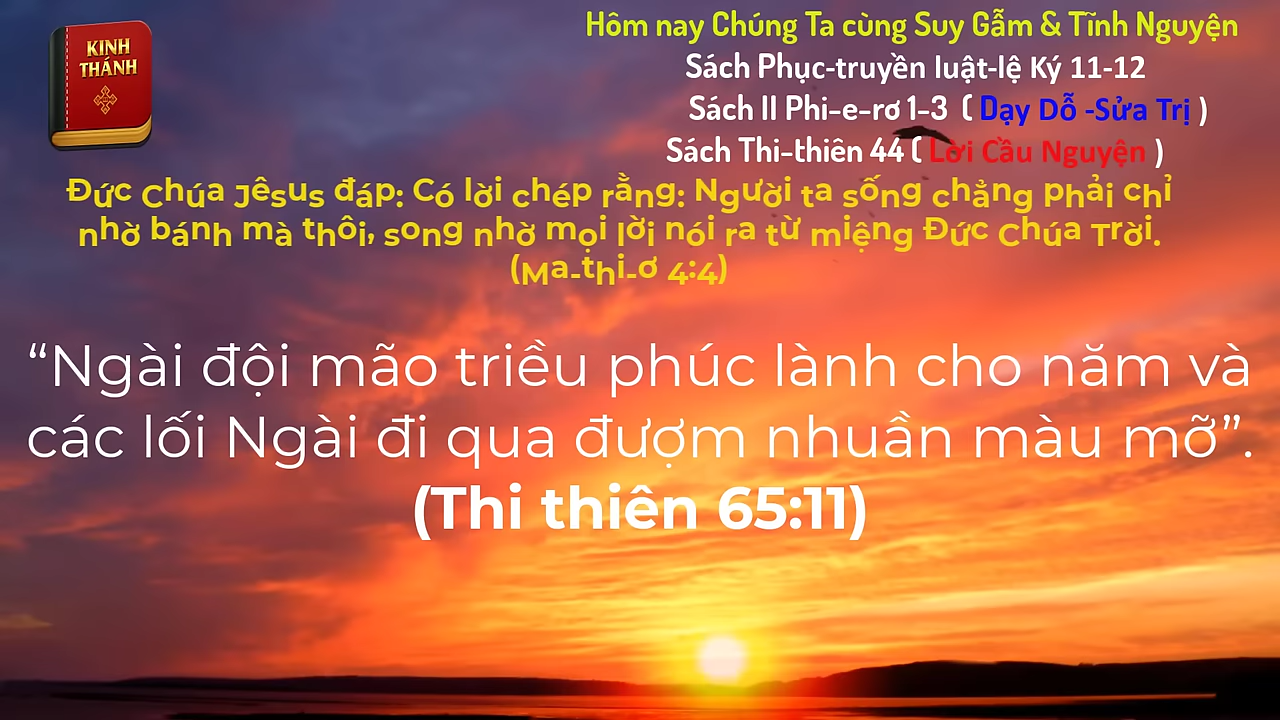 KINH
THÁNH
Hôm nay Chúng Ta cùng Suy Gẫm & Tĩnh Nguyện
Sách Phục-truyền luật-lệ Ký 11-12
Sách II Phi-e-rơ 1-3 ( Dạy Dỗ -Sửa Trị )
Sách Thi-thiên 44 ( Lời Cầu Nguyện )
Đức Chúa Jêsus đáp: Có lời chép rằng: Người ta sống chẳng phải chỉ
nhờ bánh mà thôi, song nhờ mọi lời nói ra từ miệng Đức Chúa Trời.
(Ma-thi-ơ 4:4)
“Ngài đội mão triều phúc lành cho năm và
các lối Ngài đi qua đượm nhuần màu mỡ”.
(Thi thiên 65:11)